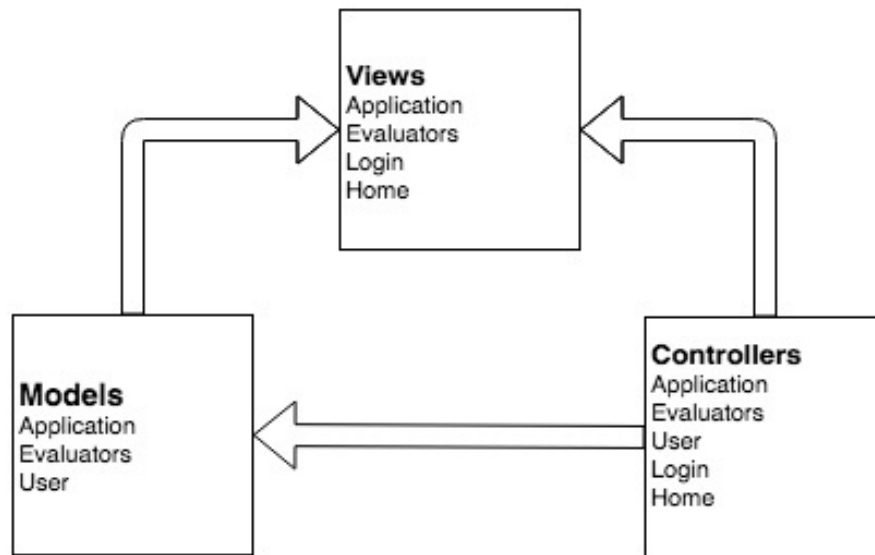 Views
Application
Evaluators
Login
Home
Models
Application
Evaluators
User
Controllers
Application
Evaluators
User
Login
Home